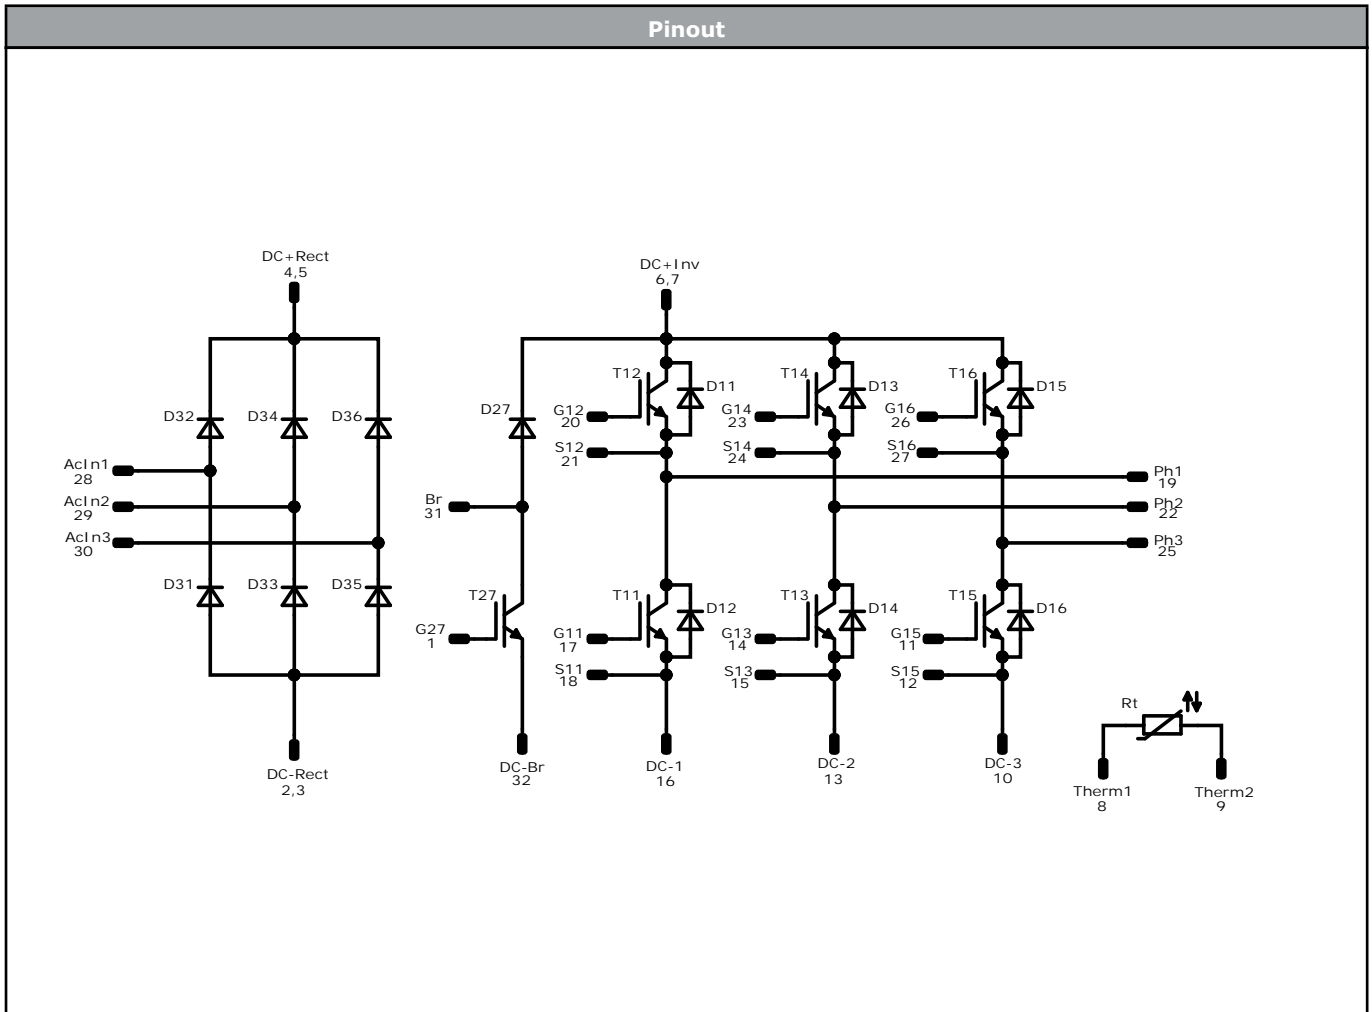 Pinout
DC+Rect
4,5
DC+Inv
6,7
T12
D11
T14
D13
T16
D15
D32
D34
D36
D27
G12
20
G14
23
G16
26
S12
21
S14
24
S16
27
AcIn1
28
AcIn2
29
AcIn3
30
Br
31
Ph1
19
Ph2
22
Ph3
25
D31
D33
D35
T27
T11
D12
T13
D14
T15
D16
G27
1
G11
17
G13
14
G15
11
S11
18
S13
15
S15
12
Rt
DC-Rect
2,3
DC-Br
32
DC-1
16
DC-2
13
DC-3
10
Therm1
8
Therm2
9